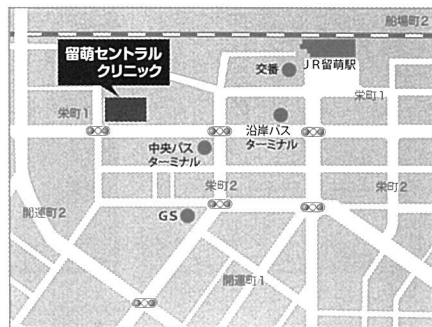 船場町2
留萌セントラル
クリニック
交番
JR留萌駅
栄町1
栄町1
沿岸バス
ターミナル
中央バス
ターミナル
栄町2
栄町2
開運町2
GS
開運町1